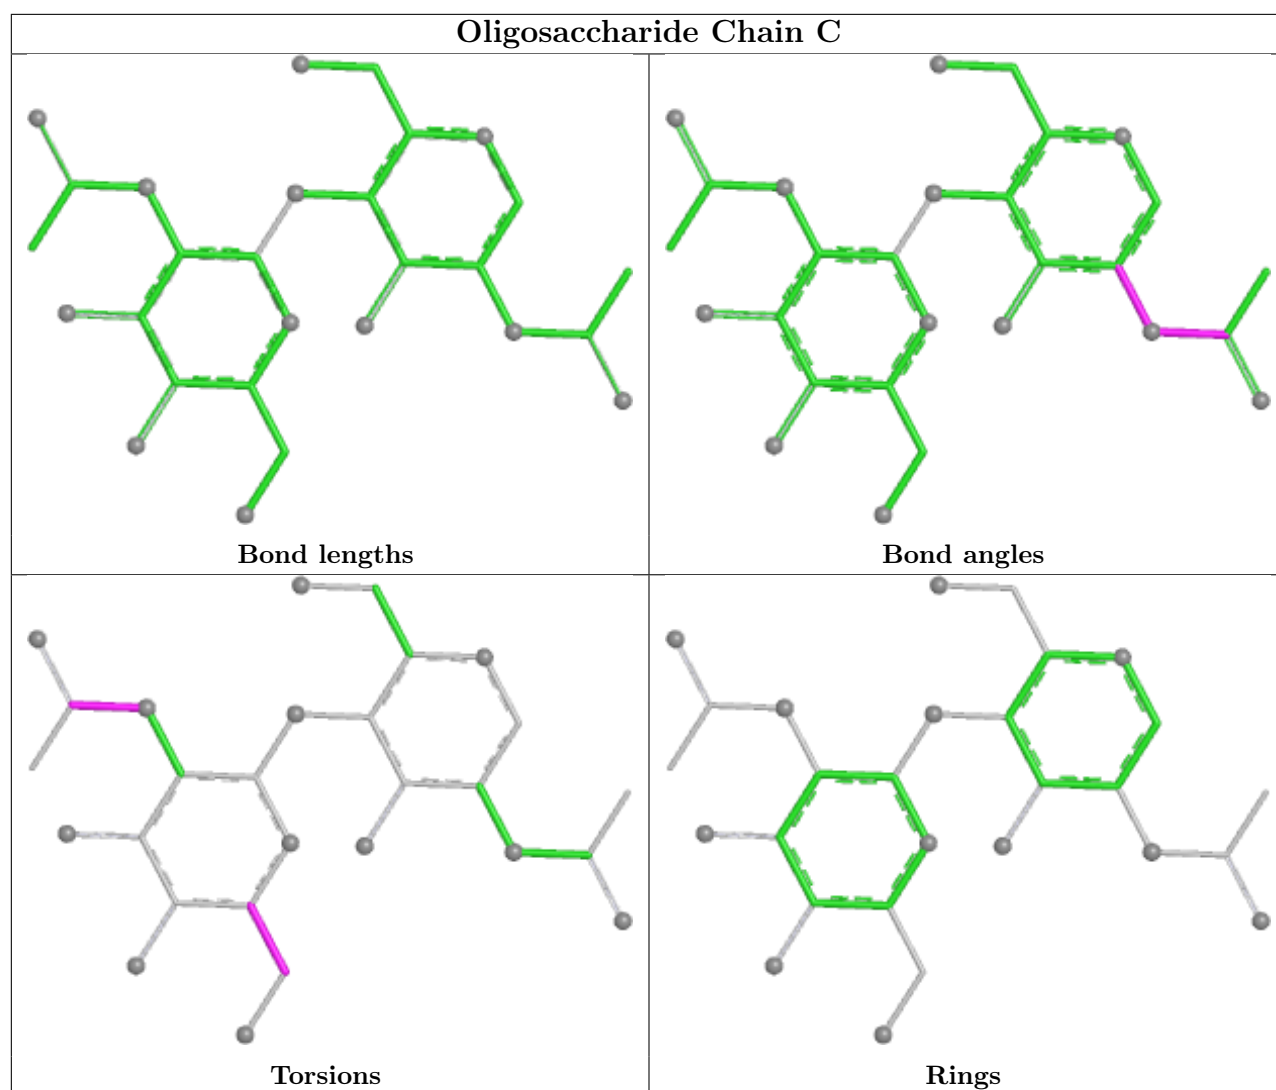 Oligosaccharide Chain C
Bond lengths
Bond angles
Torsions
Rings